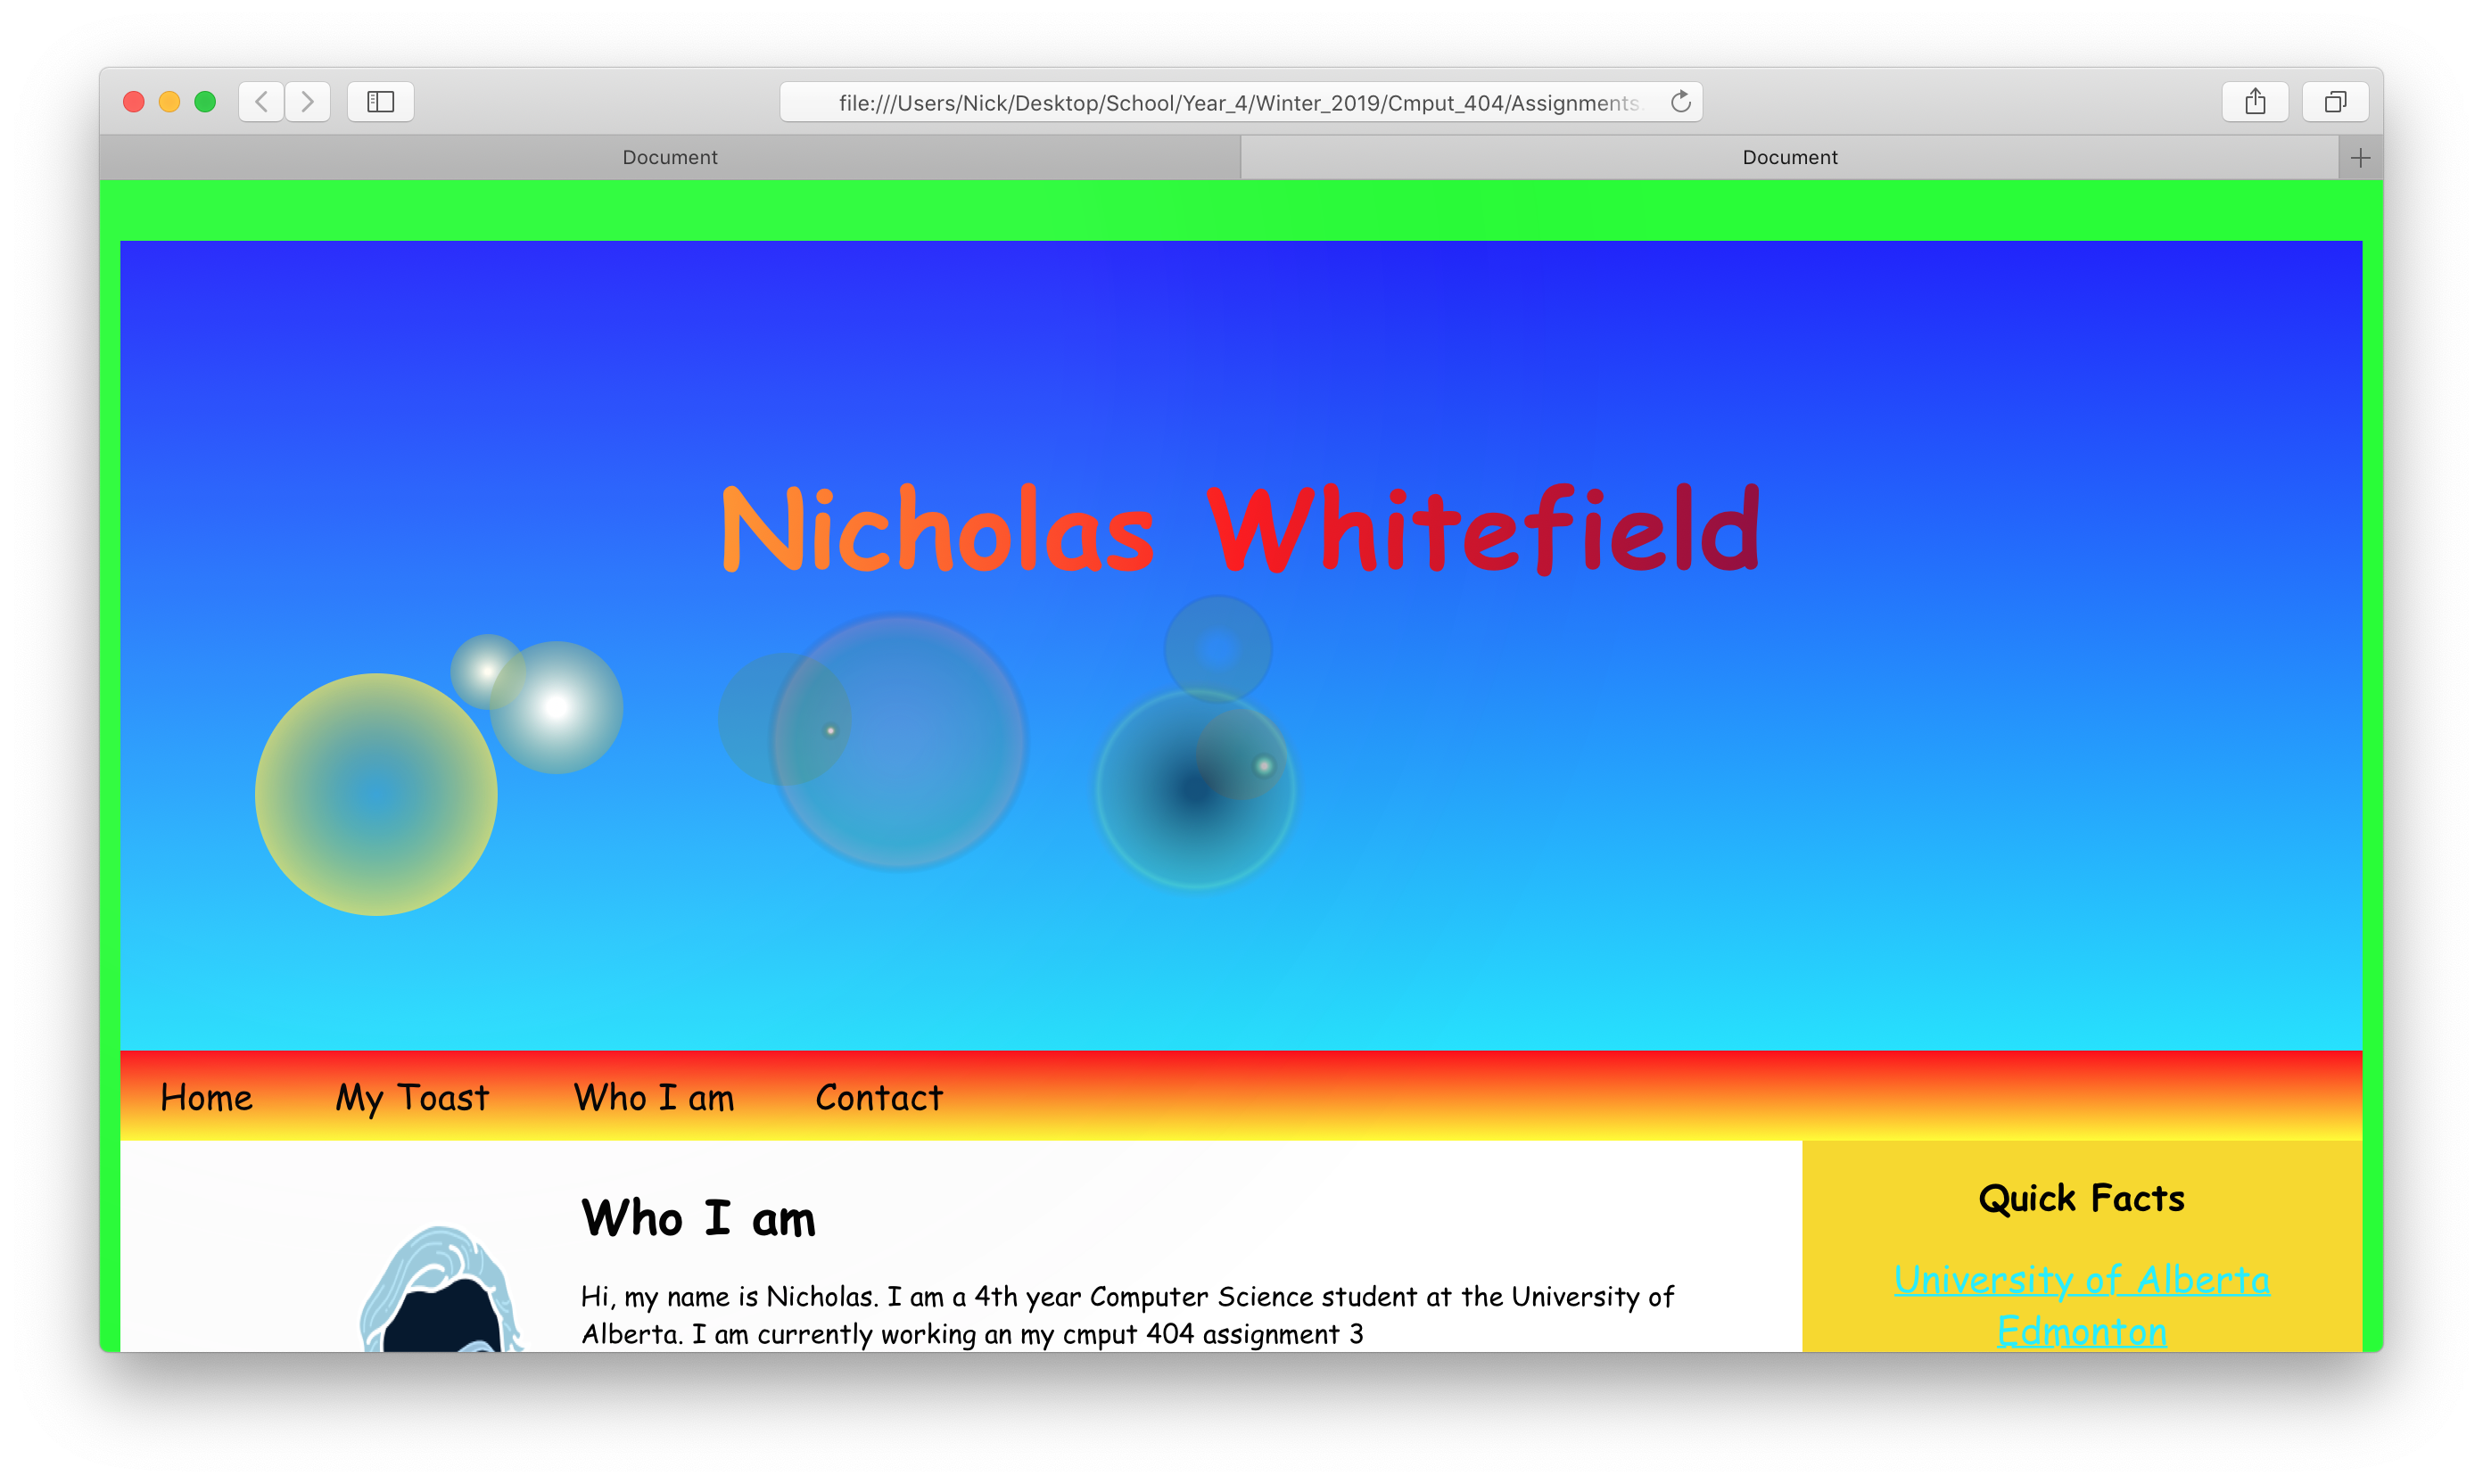 file:///Users/Nick/Desktop/School/Year_4/Winter_2019/Cmput_404/Assignments
Document
Document
Nicholas Whitefield
Home
My Toast
Who I am
Contact
Who I am
Hi, my name is Nicholas. I am a 4th year Computer Science student at the University of
Alberta. I am currently working an my cmput 404 assignment 3
Quick Facts
University of Alberta
Edmonton